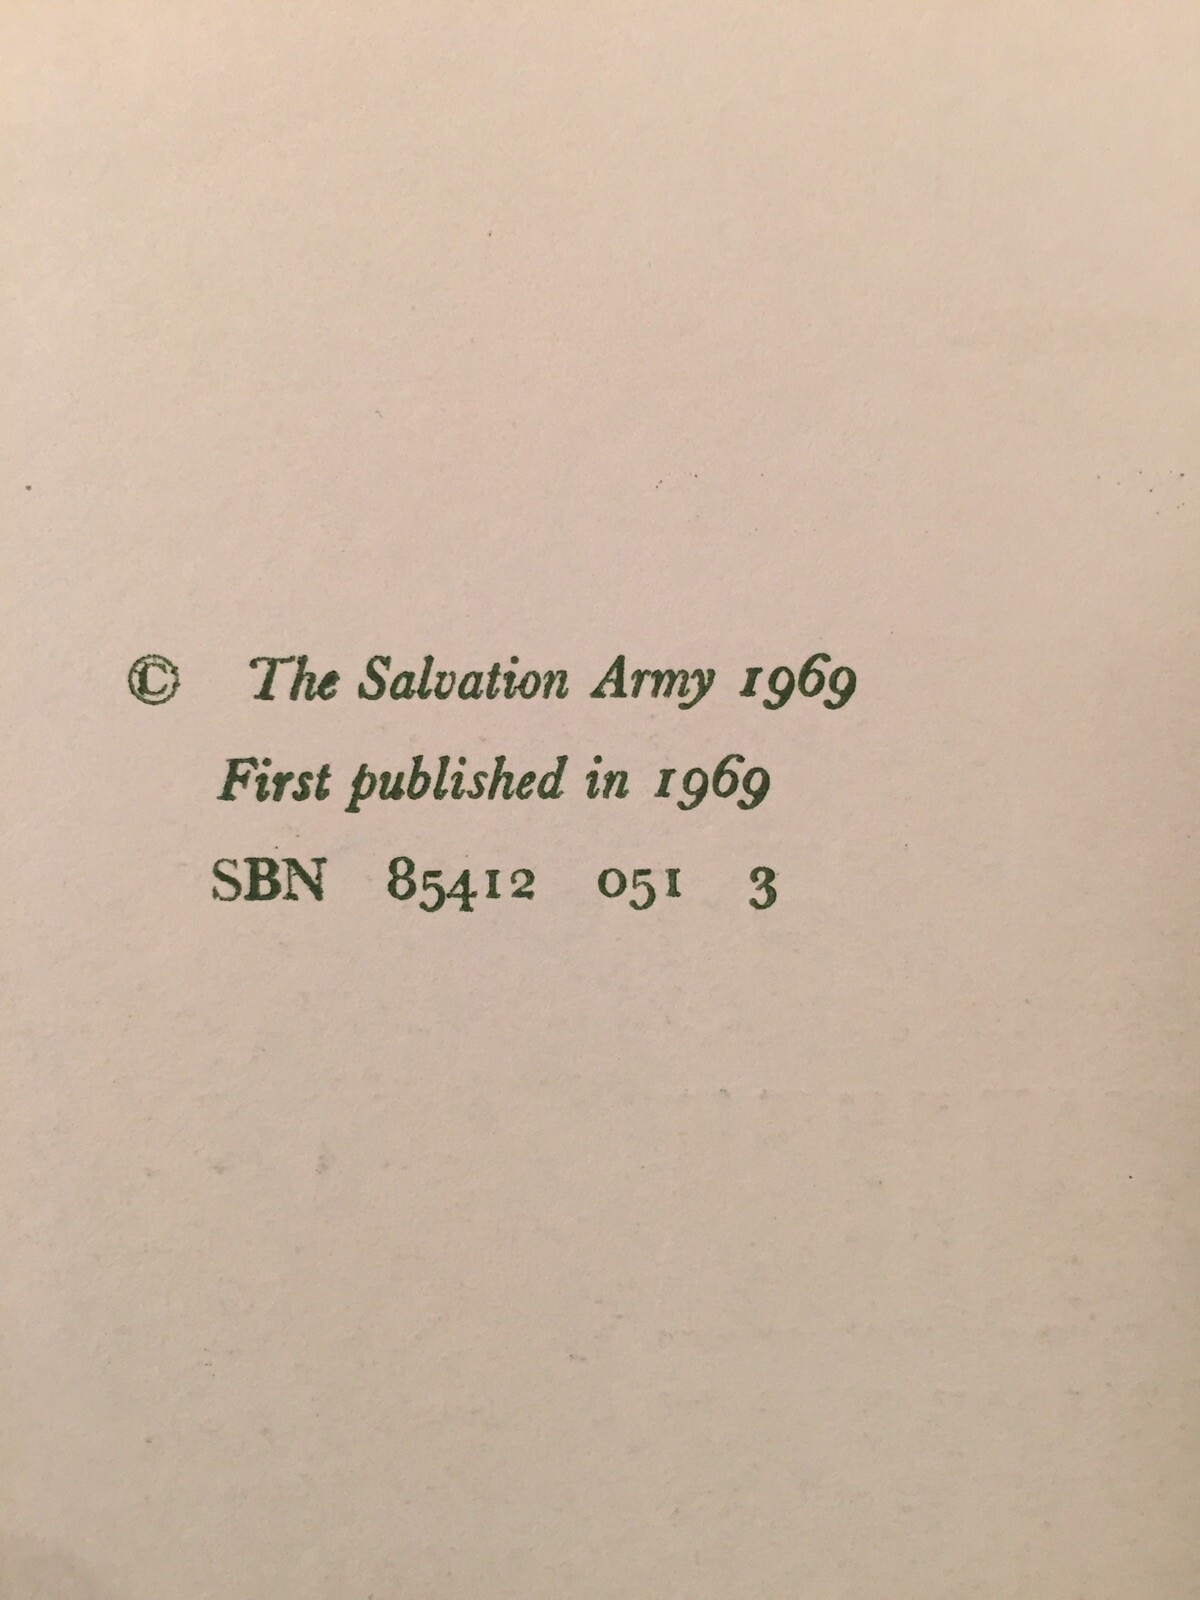 © The Salvation Army 1969
First published in 1969
SBN 85412 051 3